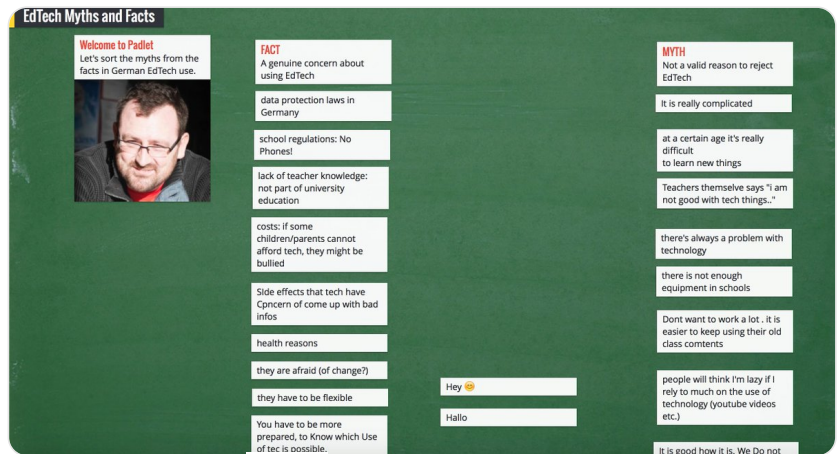 EdTech Myths and Facts
Welcome to Padlet
Let's sort the myths from the
facts in German EdTech use.
FACT
A genuine concern about
using EdTech
data protection laws in
Germany
school regulations: No
Phones!
lack of teacher knowledge:
not part of university
education
costs: if some
children/parents cannot
afford tech, they might be
bullied
SIde effects that tech have
Cpncern of come up with bad
infos
health reasons
they are afraid (of change?)
they have to be flexible
You have to be more
prepared, to Know which Use
of tec is possible.
Hey 😊
Hallo
MYTH
Not a valid reason to reject
EdTech
It is really complicated
at a certain age it's really
difficult
to learn new things
Teachers themselves says "i am
not good with tech things.."
there's always a problem with
technology
there is not enough
equipment in schools
Dont want to work a lot . it is
easier to keep using their old
class comtents
people will think I'm lazy if I
rely to much on the use of
technology (youtube videos
etc.)
It is good how it is. We Do not